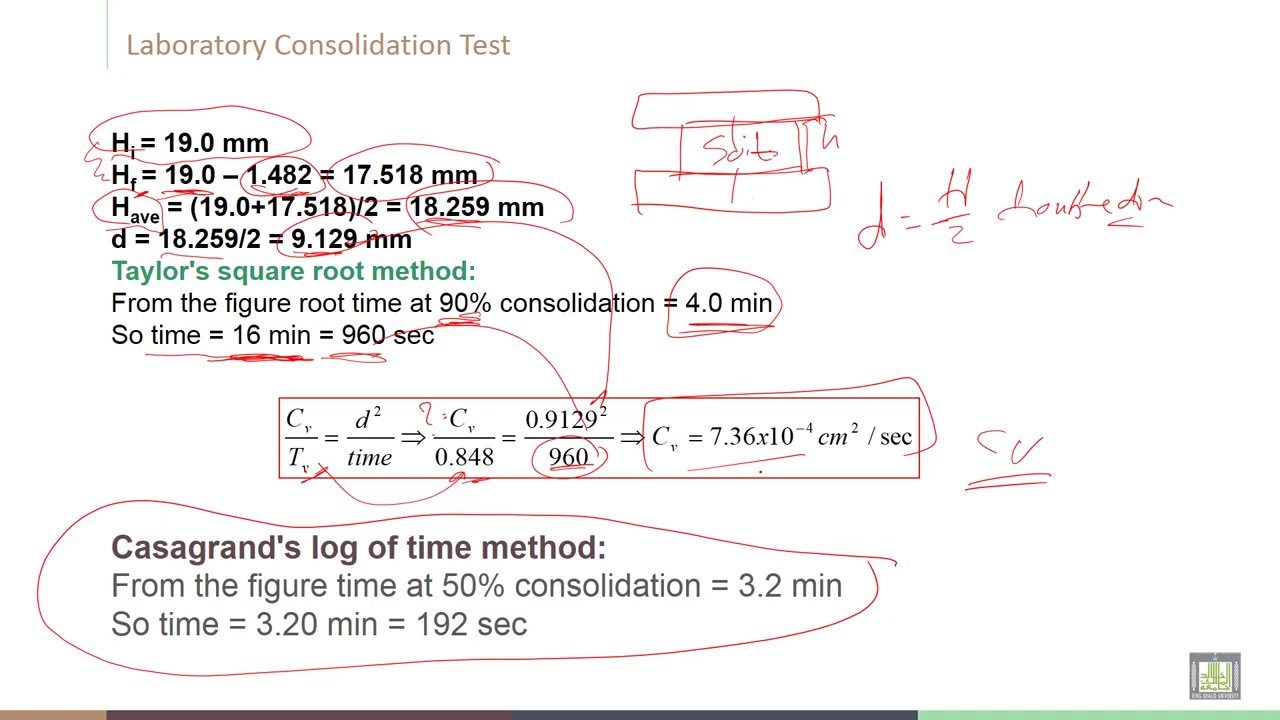 Laboratory Consolidation Test
Hi = 19.0 mm
Hf = 19.0 – 1.482 = 17.518 mm
Have = (19.0+17.518)/2 = 18.259 mm
d = 18.259/2 = 9.129 mm
Taylor's square root method:
From the figure root time at 90% consolidation = 4.0 min
So time = 16 min = 960 sec
Cv/Tv = d²/time ⇒ Cv/0.848 = 0.9129²/960 ⇒ Cv = 7.36x10⁻⁴ cm²/sec
Casagrand's log of time method:
From the figure time at 50% consolidation = 3.2 min
So time = 3.20 min = 192 sec
Soil
h
d = H/2
cv
KING KHALID UNIVERSITY